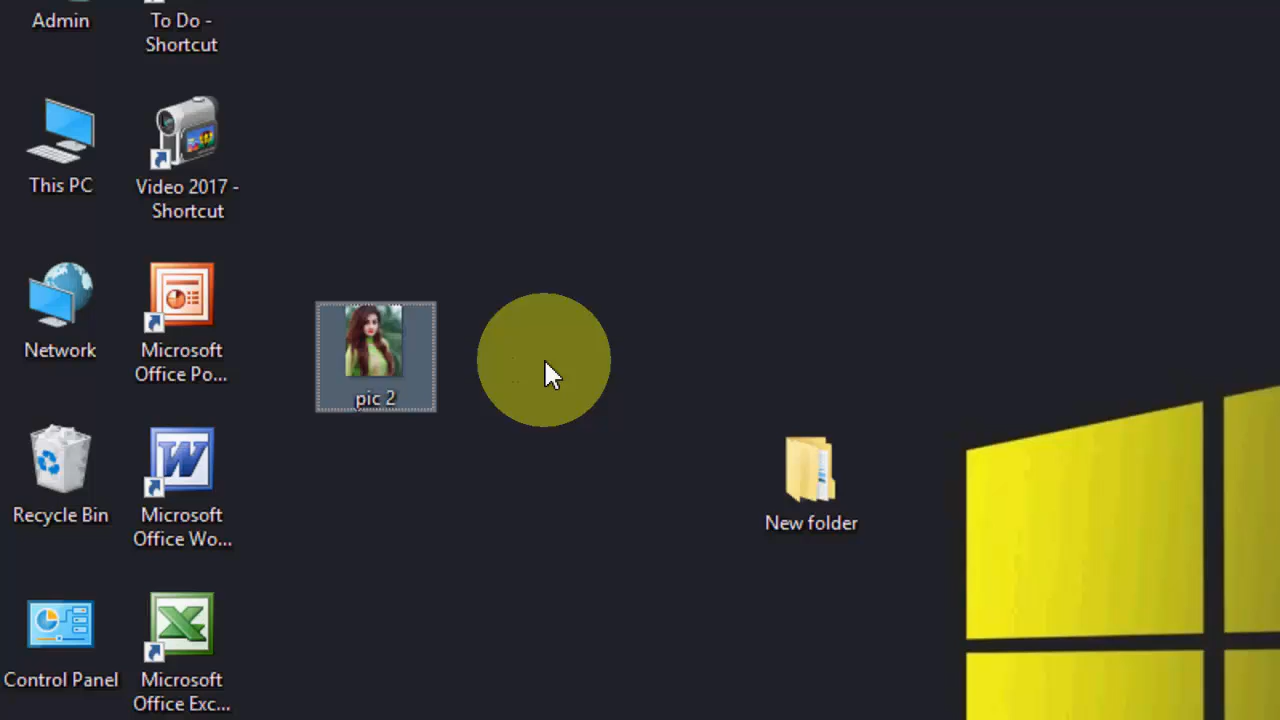 Admin
To Do -
Shortcut
This PC
Video 2017 -
Shortcut
Network
Microsoft
Office Po...
pic 2
Recycle Bin
Microsoft
Office Wo...
New folder
Control Panel
Microsoft
Office Exc...